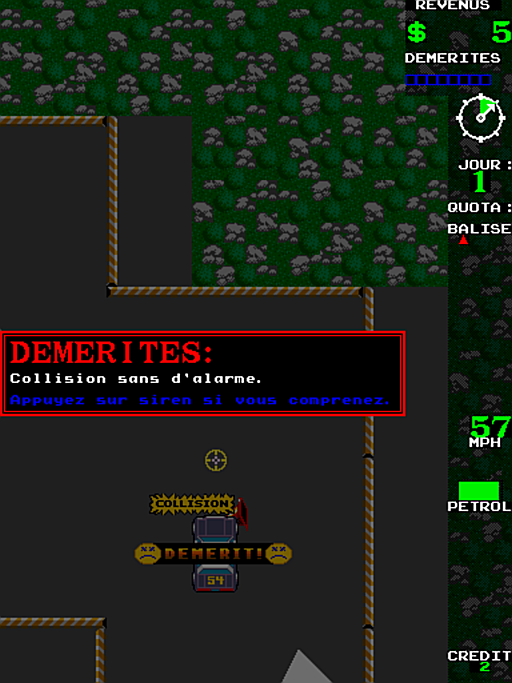 REVENUS
$ 5
DEMERITES
JOUR:
1
QUOTA:
BALISE
DEMERITES:
Collision sans d'alarme.
Appuyez sur siren si vous comprenez.
57
MPH
COLLISION
PETROL
DEMERIT!
54
CREDIT
2